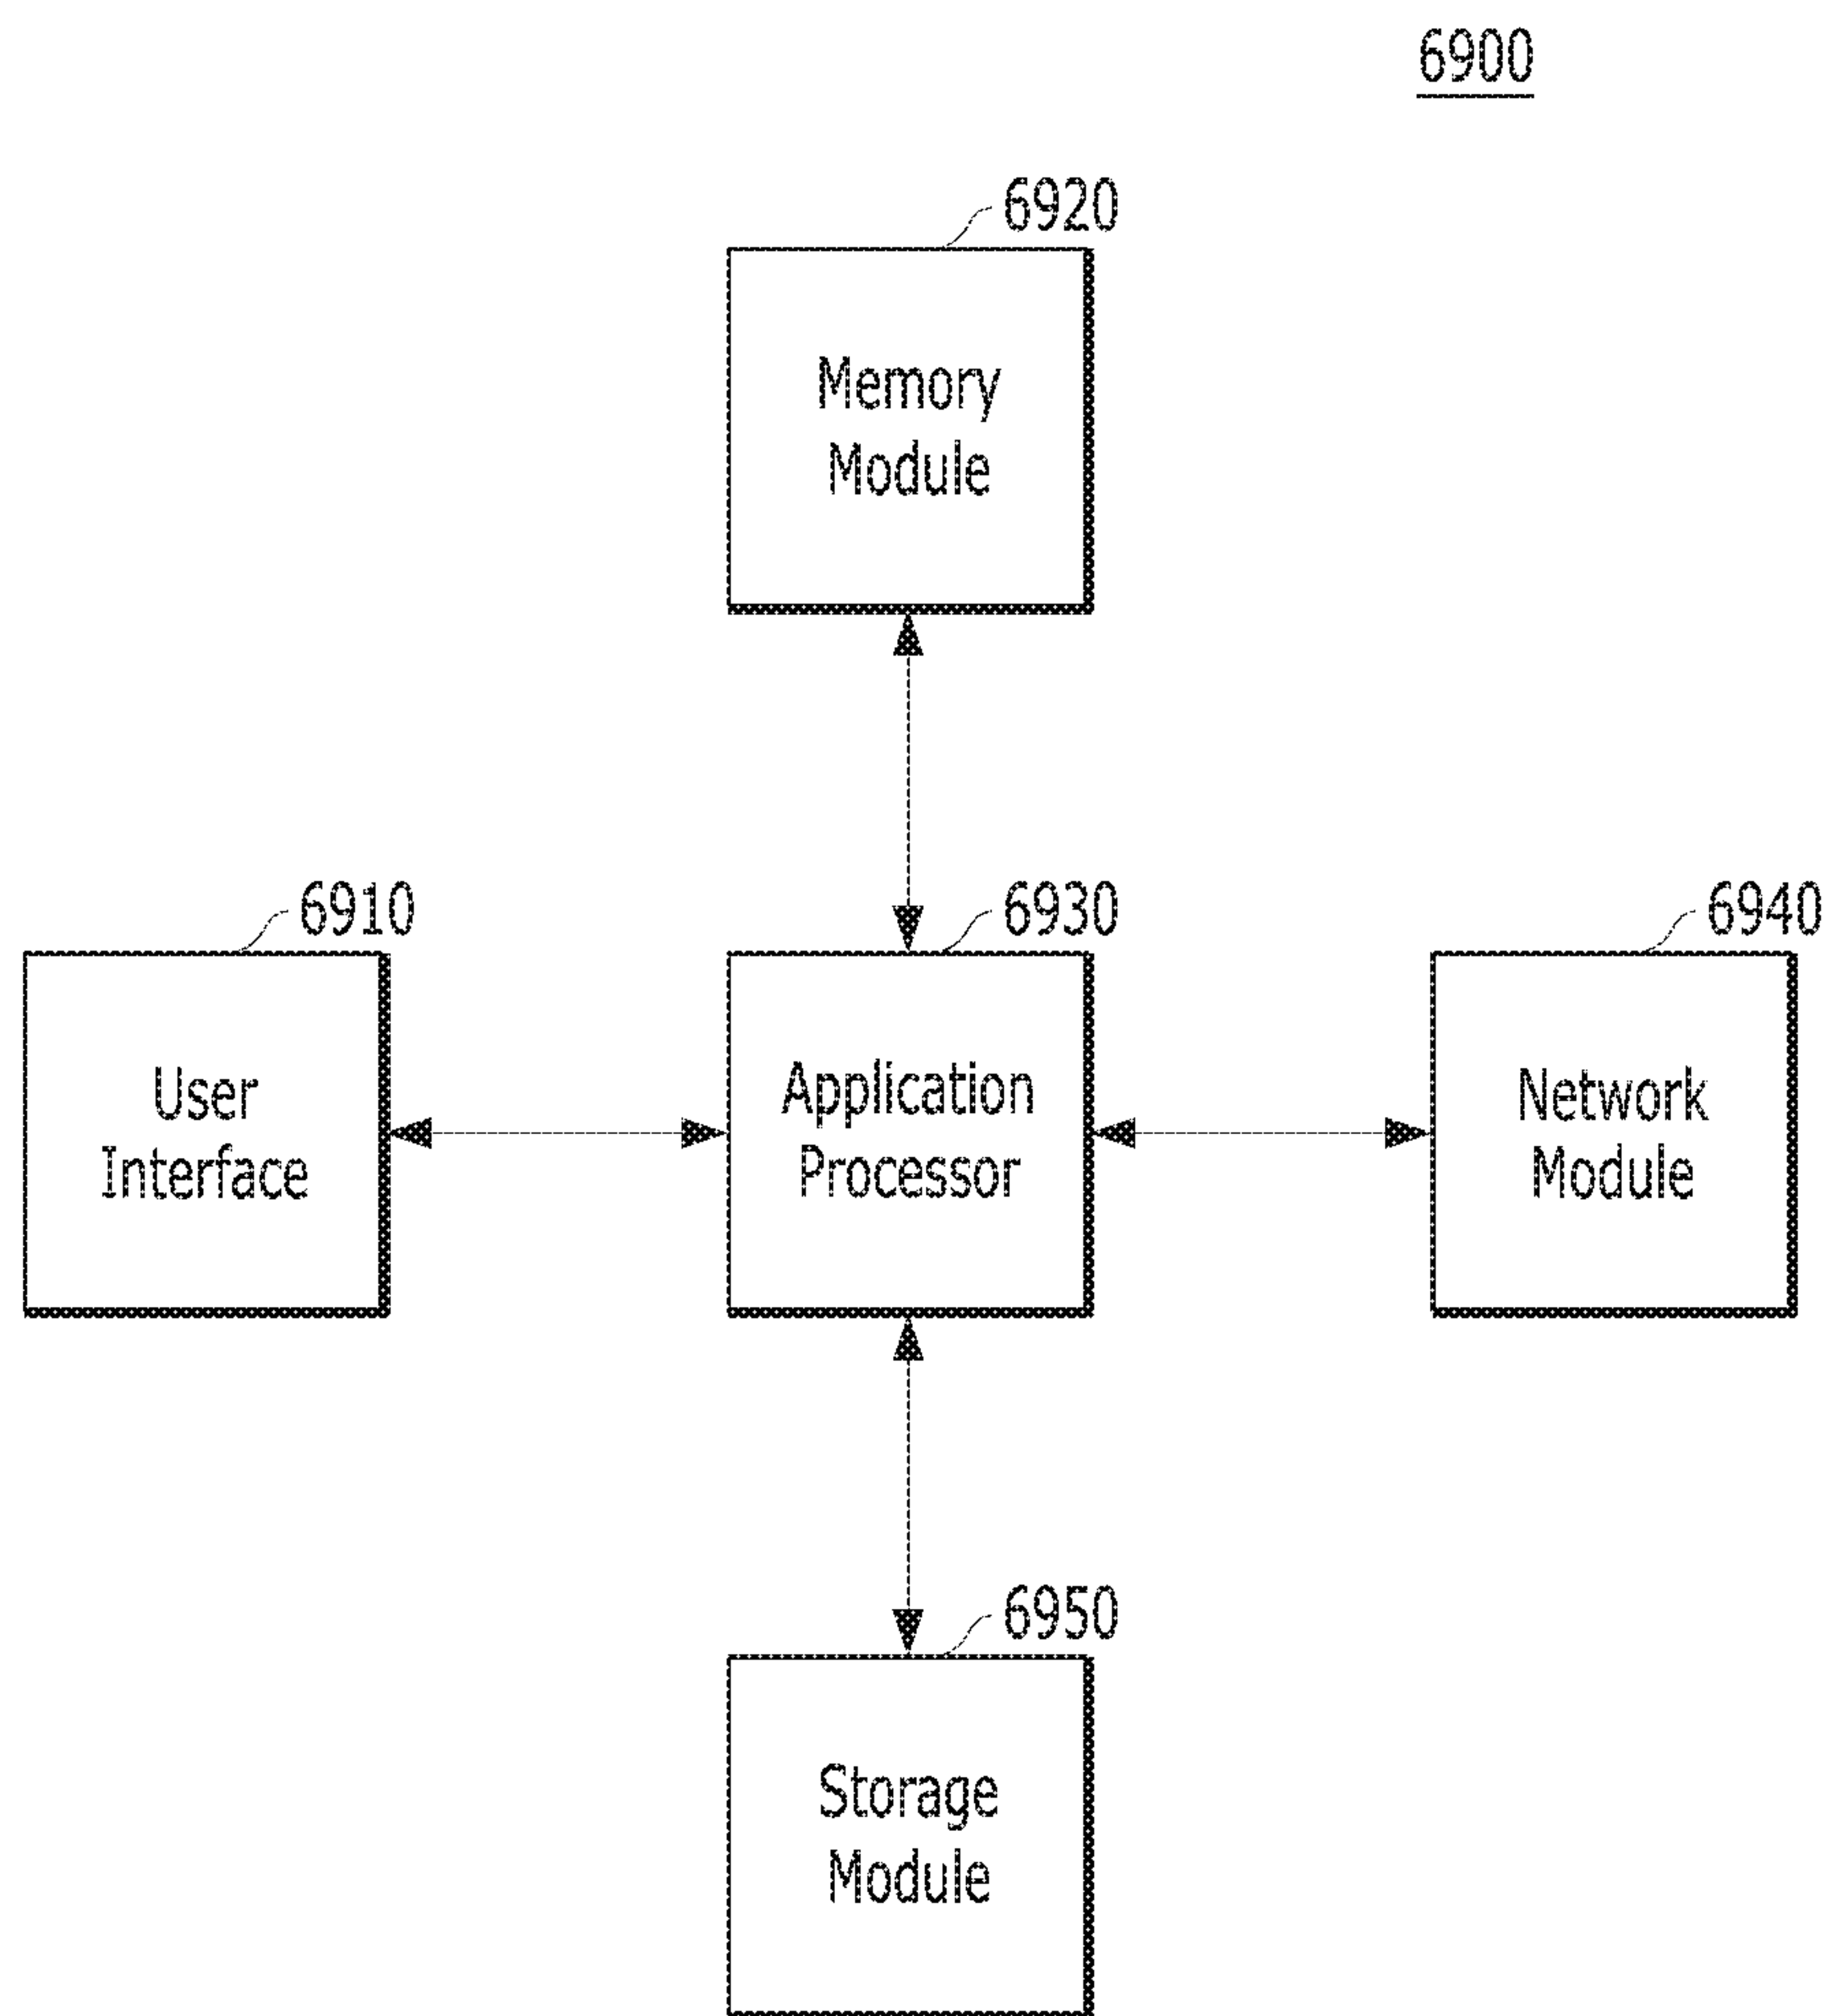 6900
6920
Memory
Module
6910
6930
6940
User
Interface
Application
Processor
Network
Module
6950
Storage
Module